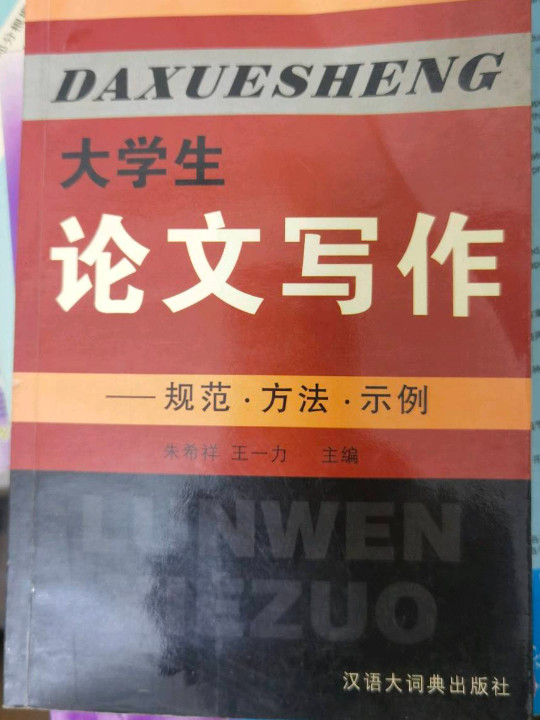 DAXUESHENG
大学生
论文写作
——规范·方法·示例
朱希祥 王一力 主编
LUNWEN
XIEZUO
汉语大词典出版社